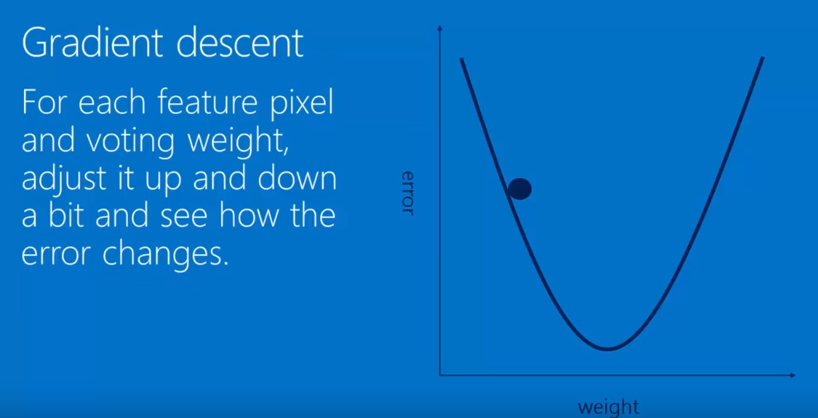 Gradient descent
For each feature pixel
and voting weight,
adjust it up and down
a bit and see how the
error changes.
error
weight